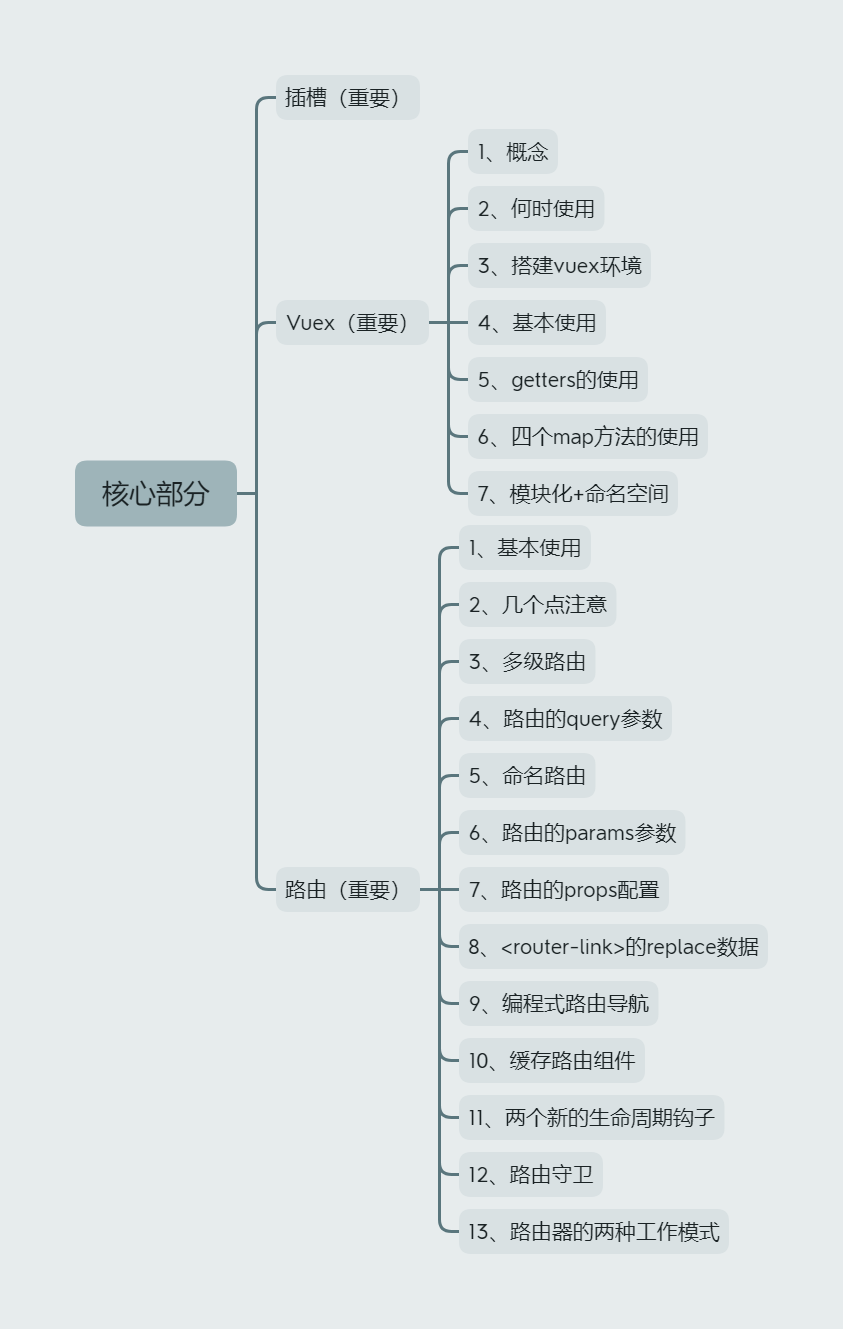 核心部分
插槽（重要）
Vuex（重要）
1、概念
2、何时使用
3、搭建vuex环境
4、基本使用
5、getters的使用
6、四个map方法的使用
7、模块化+命名空间
路由（重要）
1、基本使用
2、几个点注意
3、多级路由
4、路由的query参数
5、命名路由
6、路由的params参数
7、路由的props配置
8、<router-link>的replace数据
9、编程式路由导航
10、缓存路由组件
11、两个新的生命周期钩子
12、路由守卫
13、路由器的两种工作模式